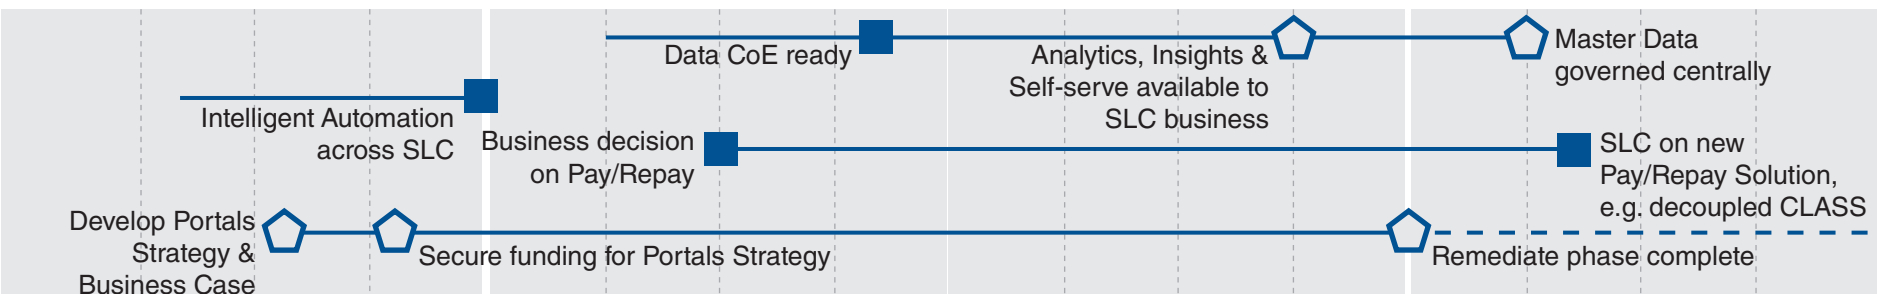 Data CoE ready
Analytics, Insights &
Self-serve available to
SLC business
Master Data
governed centrally
Intelligent Automation
across SLC
Business decision
on Pay/Repay
SLC on new
Pay/Repay Solution,
e.g. decoupled CLASS
Develop Portals
Strategy &
Business Case
Secure funding for Portals Strategy
Remediate phase complete